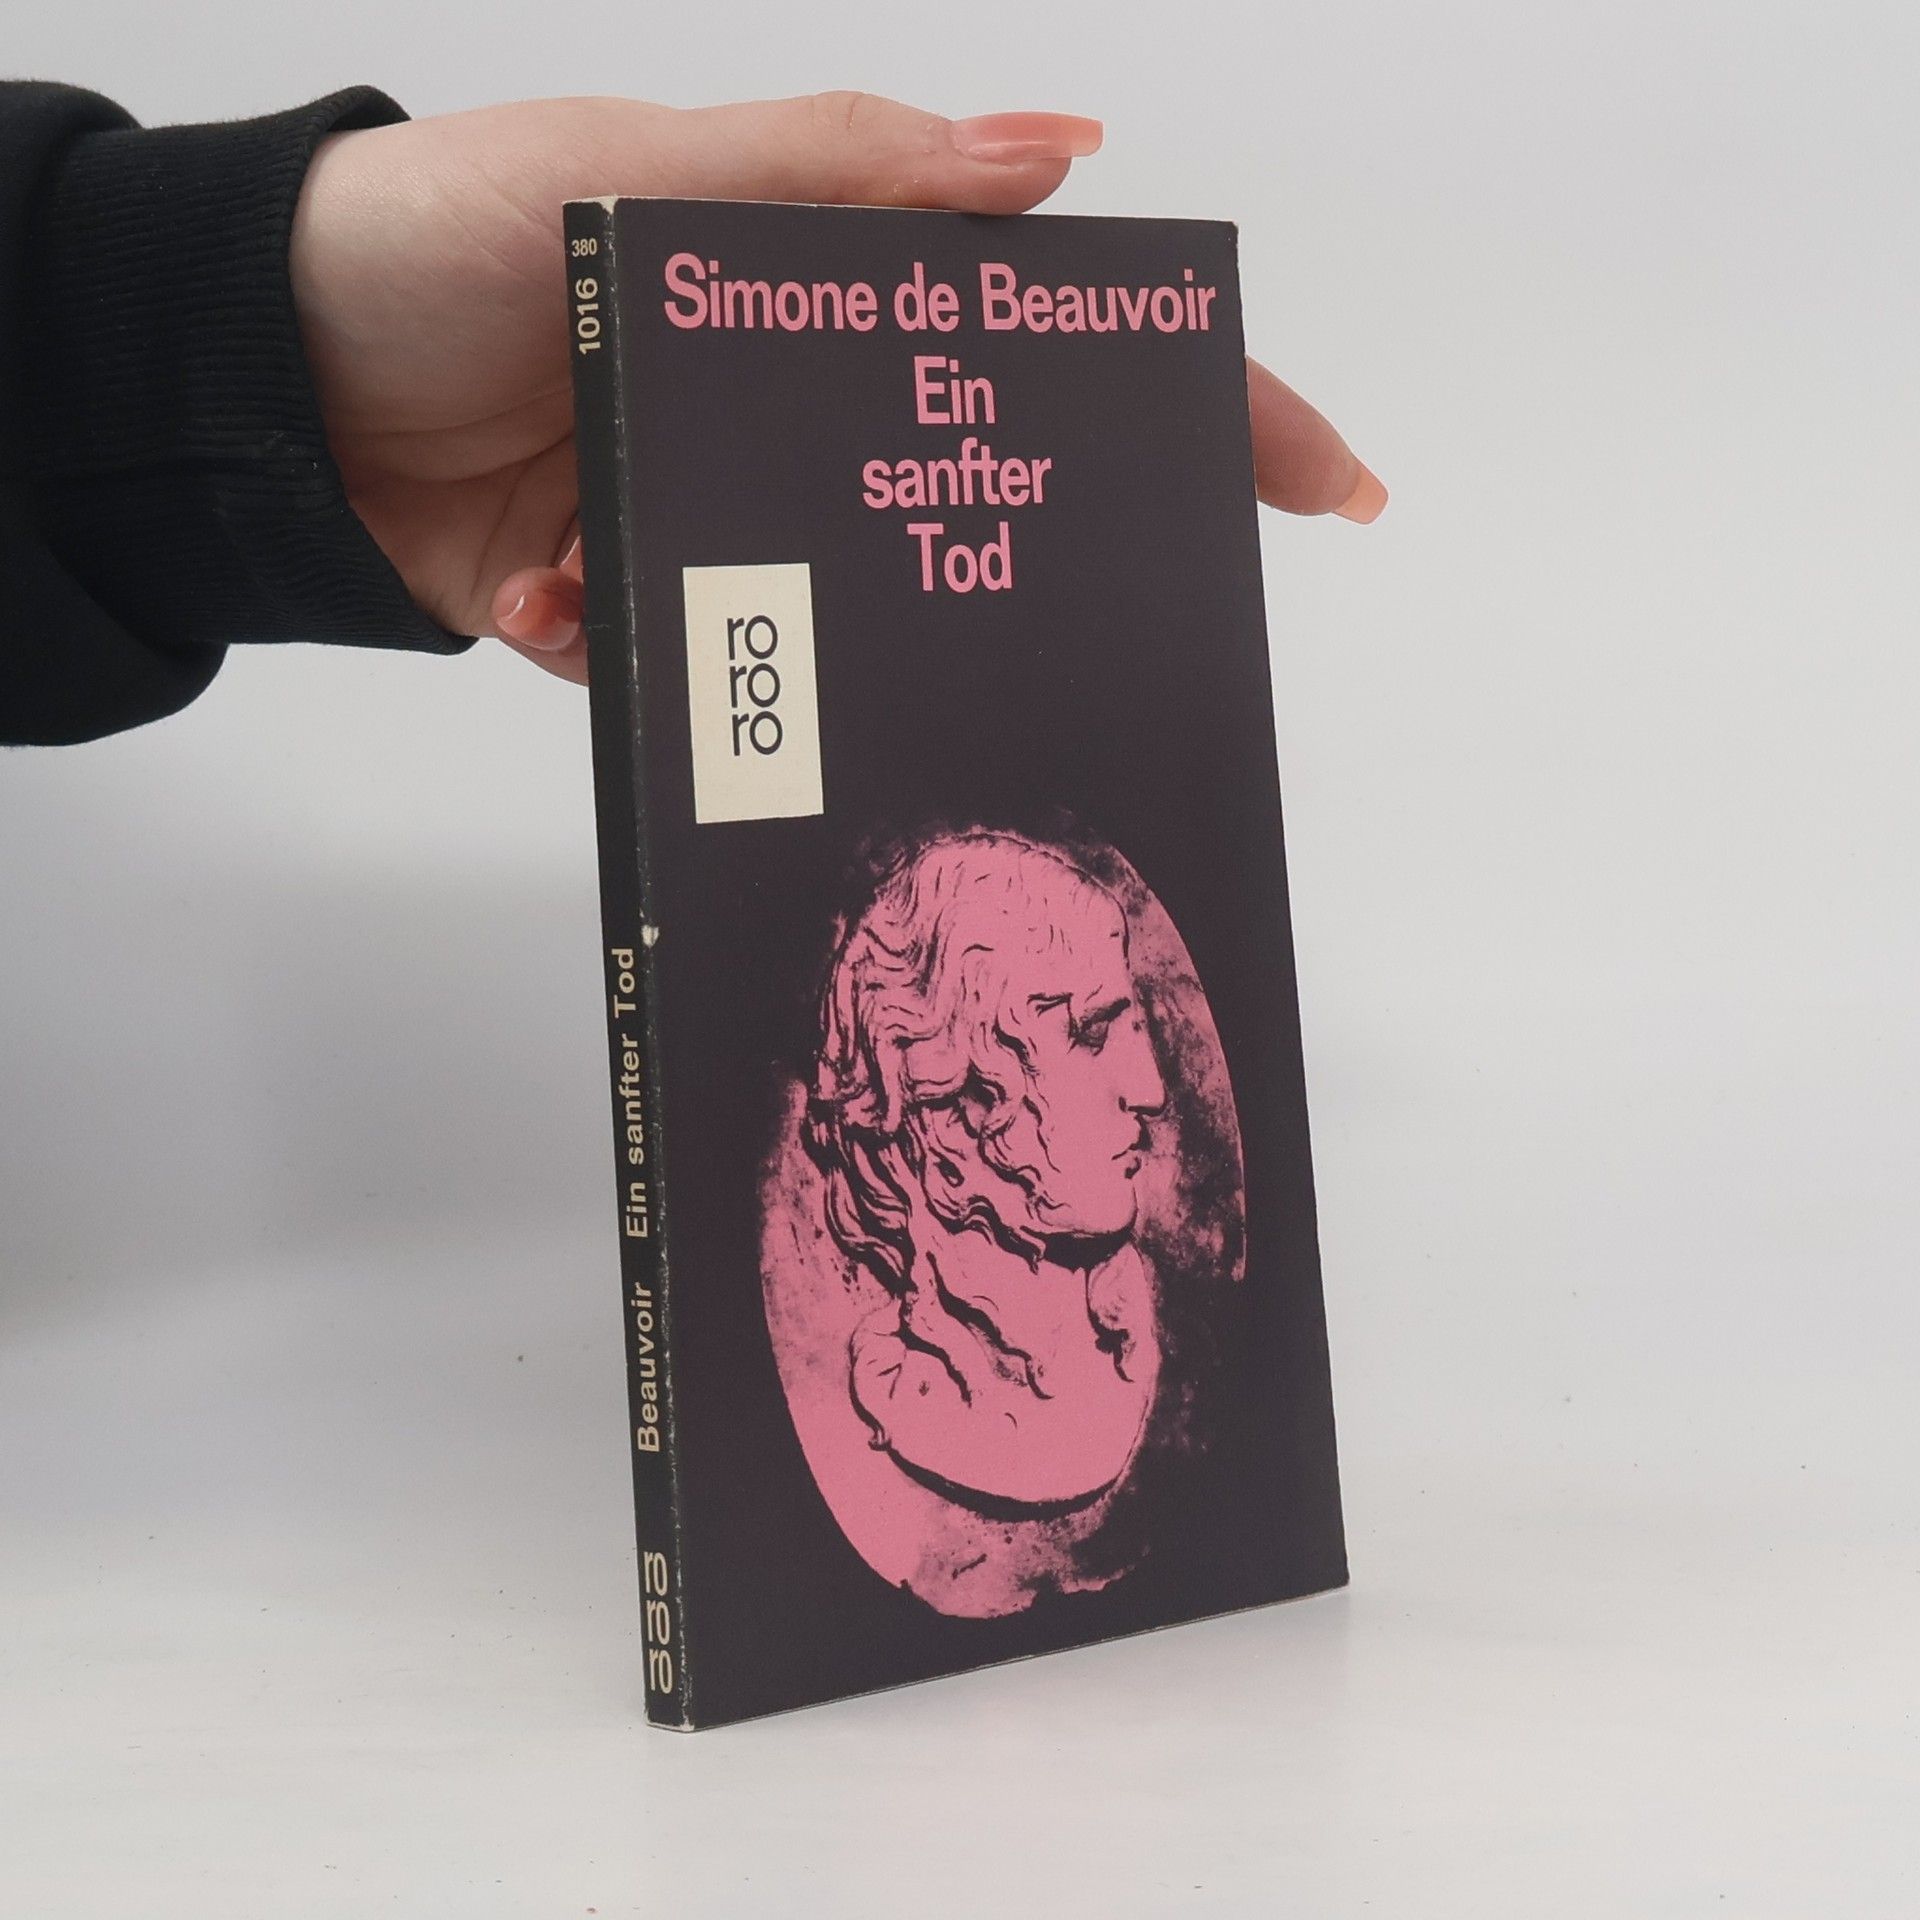 Simone de Beauvoir
Ein
sanfter
Tod
ro
ro
ro
380
1016
Beauvoir Ein sanfter Tod
ro
ro
ro